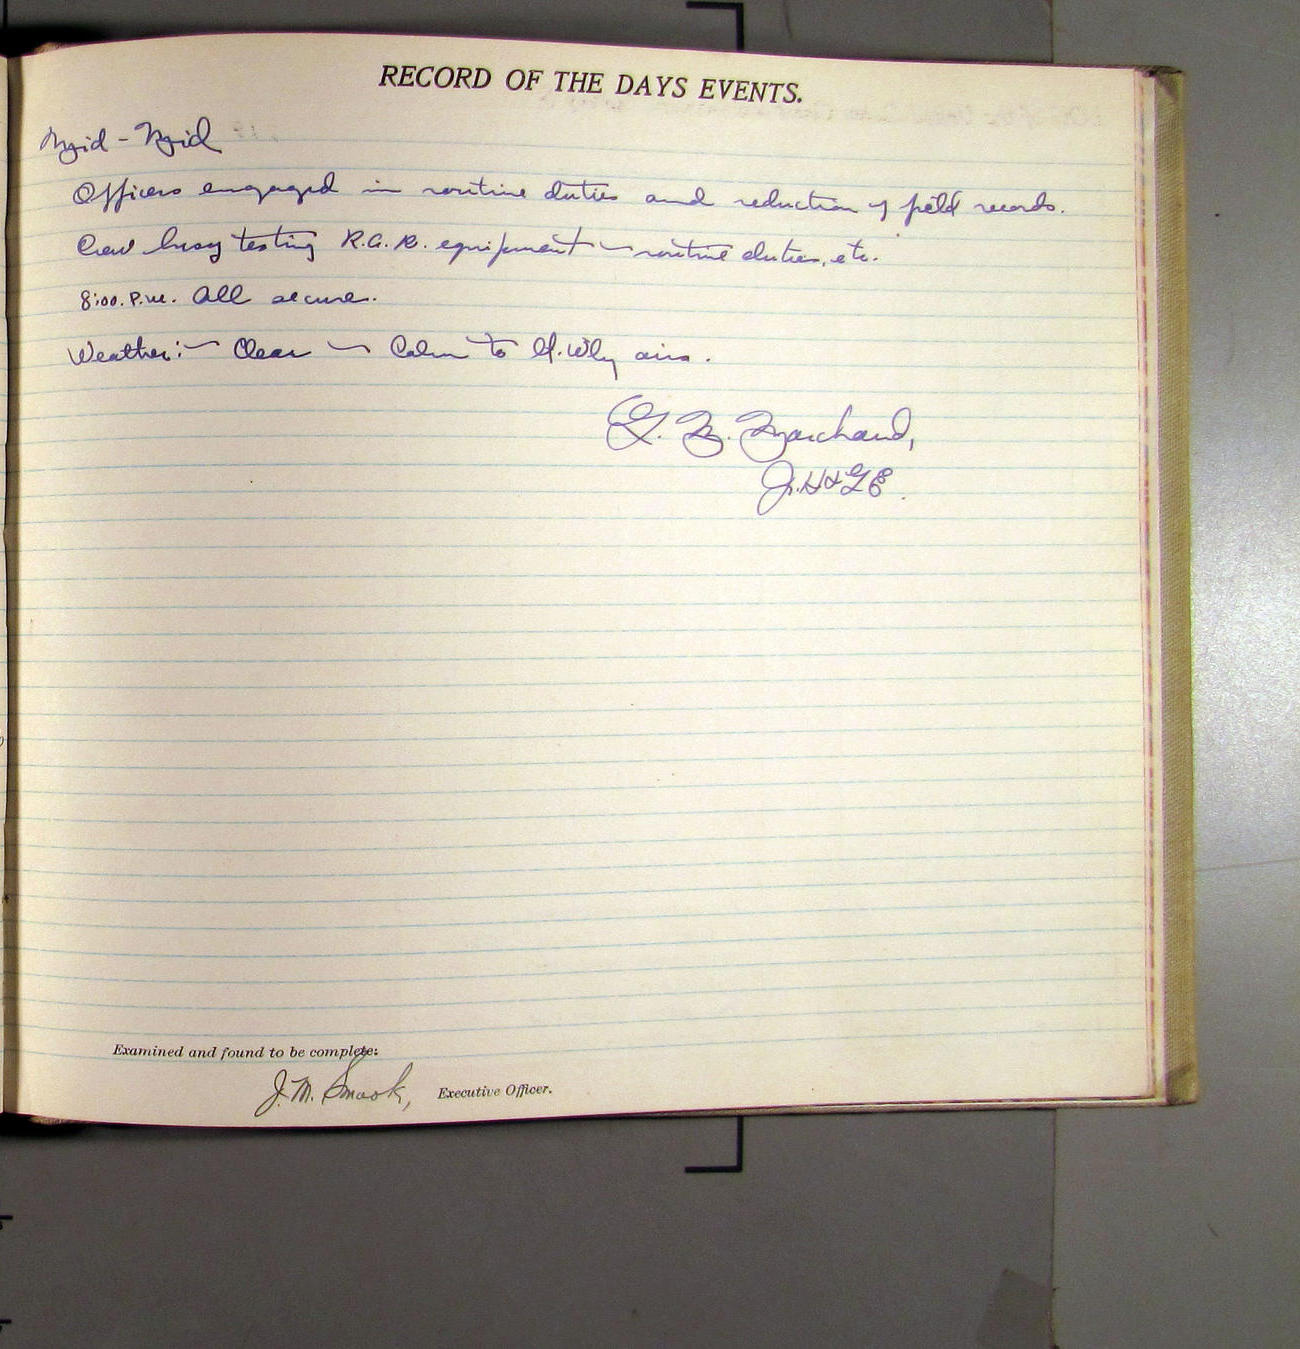 RECORD OF THE DAYS EVENTS.
Mid - Mid
Officers engaged in routine duties and reduction of field records.
Crew busy testing R.A.R. equipment - routine duties, etc.
8:00. P.M. All secure.
Weather: - Clear - Calm to N. Wly airs.
E. B. Marchand,
Jr. H & G E.
Examined and found to be complete:
J. M. Smook, Executive Officer.